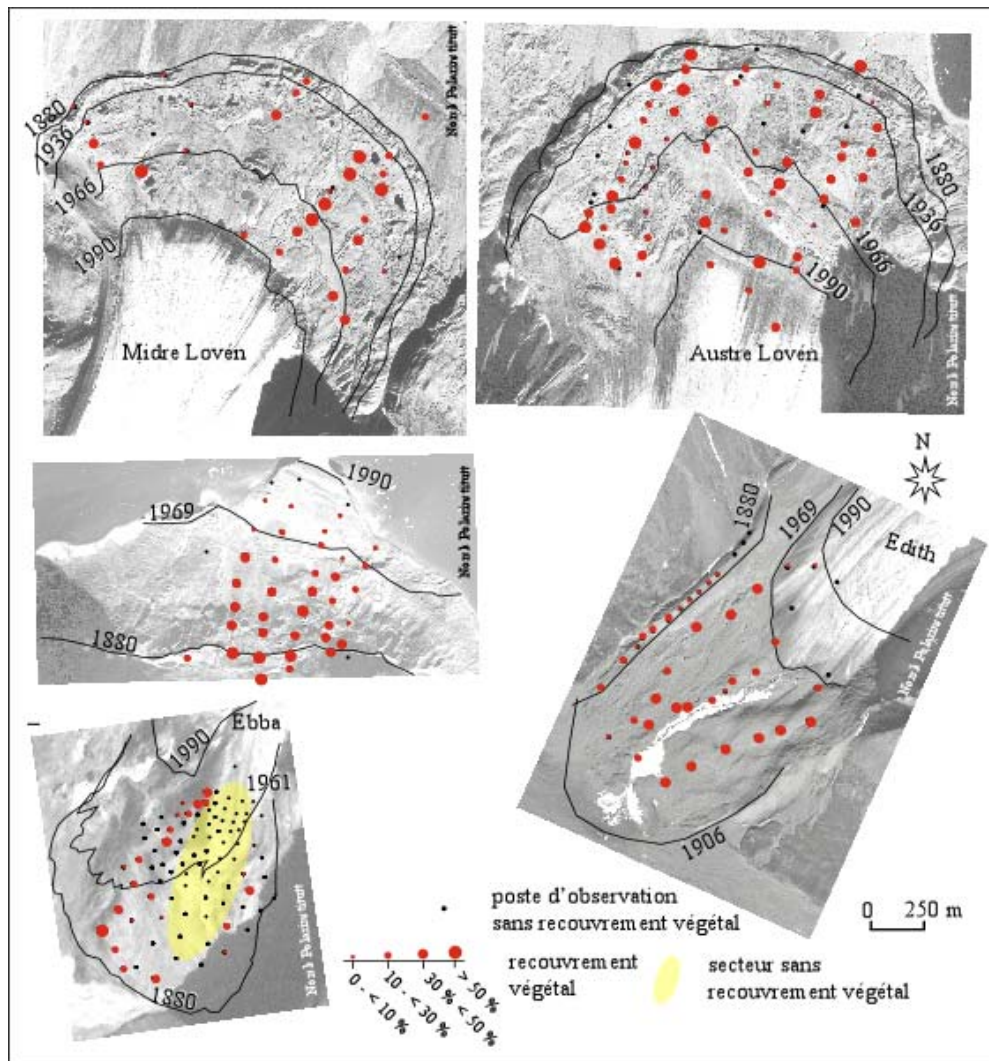 1880
1936
1966
1990
Midre Lovén
1880
1936
1966
1990
Austre Lovén
N
1990
1969
1880
1880
1969
1990
Edith
1906
Ebba
1990
1961
1880
poste d'observation
sans recouvrement végétal
0 250 m
recouvrement
végétal
0 - < 10 %
10 - < 30 %
30 % < 50 %
> 50 %
secteur sans
recouvrement végétal